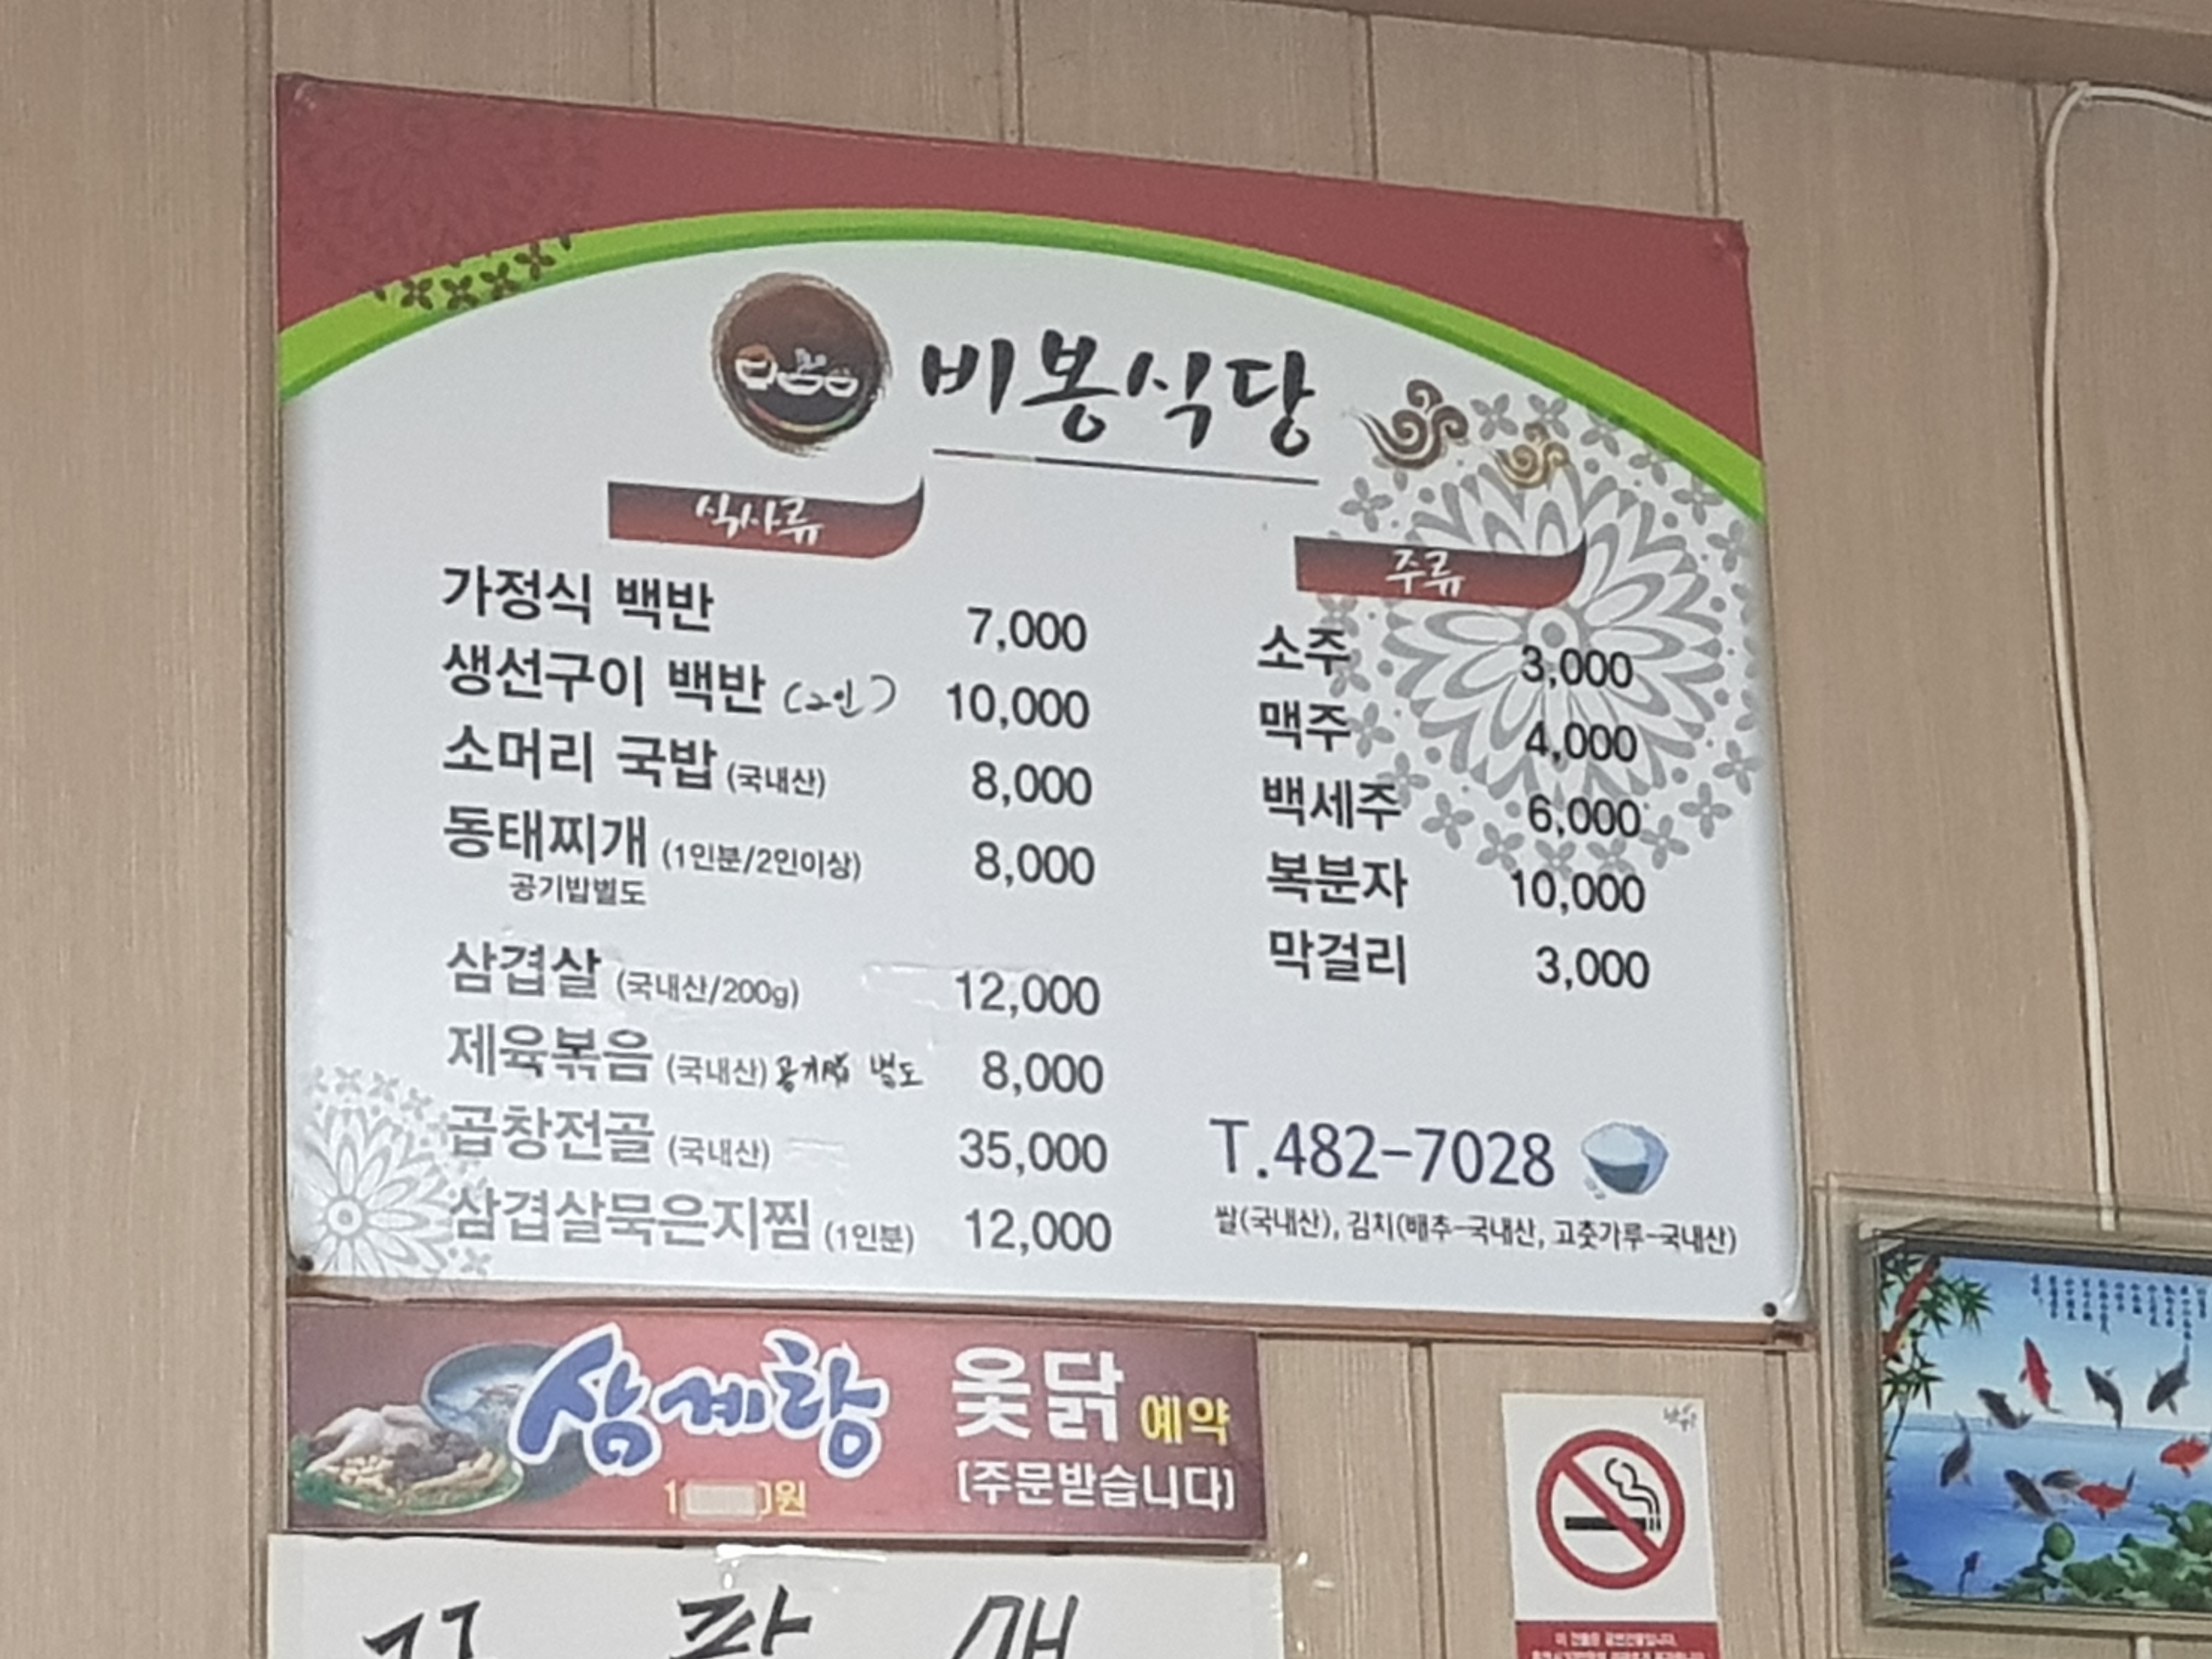 비봉식당
식사류
가정식 백반 7,000
생선구이 백반 (2인) 10,000
소머리 국밥 (국내산) 8,000
동태찌개 (1인분/2인이상) 8,000
공기밥별도
삼겹살 (국내산/200g) 12,000
제육볶음 (국내산) 공기밥 별도 8,000
곱창전골 (국내산) 35,000
삼겹살묵은지찜 (1인분) 12,000
주류
소주 3,000
맥주 4,000
백세주 6,000
복분자 10,000
막걸리 3,000
T.482-7028
쌀(국내산), 김치(배추-국내산, 고춧가루-국내산)
삼계탕
원
옻닭 예약
(주문받습니다)